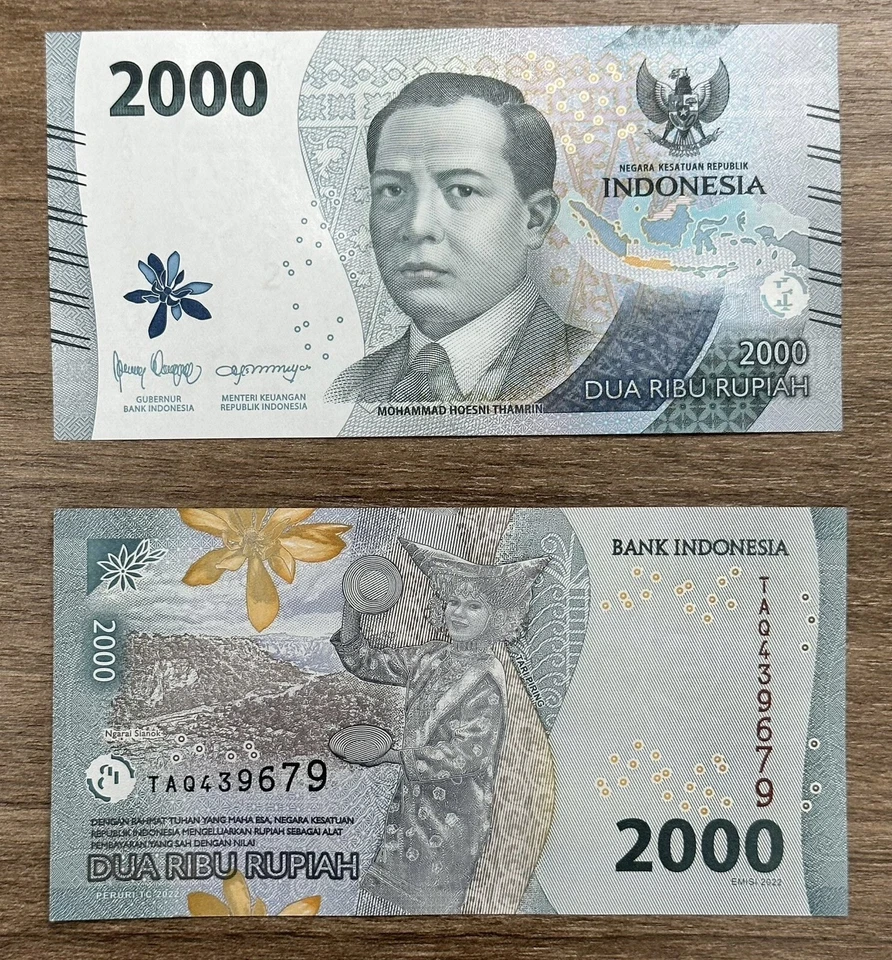 2000
NEGARA KESATUAN REPUBLIK
INDONESIA
GUBERNUR
BANK INDONESIA
MENTERI KEUANGAN
REPUBLIK INDONESIA
MOHAMMAD HOESNI THAMRIN
2000
DUA RIBU RUPIAH
BANK INDONESIA
TAQ439679
2000
TARI PIRING
Ngarai Sianok
TAQ439679
DENGAN RAHMAT TUHAN YANG MAHA ESA, NEGARA KESATUAN
REPUBLIK INDONESIA MENGELUARKAN RUPIAH SEBAGAI ALAT
PEMBAYARAN YANG SAH DENGAN NILAI
DUA RIBU RUPIAH
PERURI TC 2022
2000
EMISI 2022